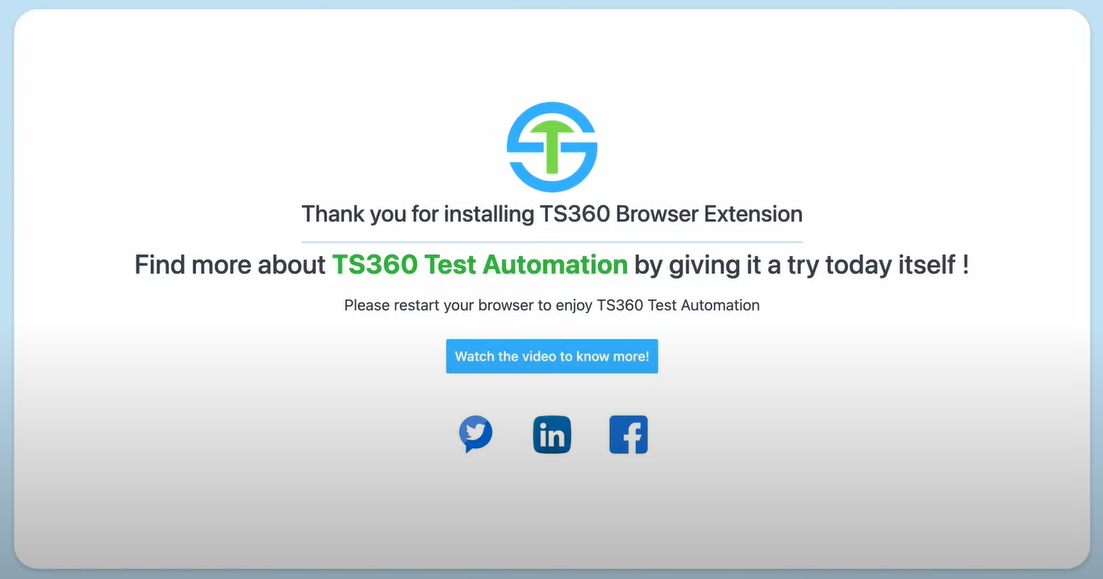 Thank you for installing TS360 Browser Extension
Find more about TS360 Test Automation by giving it a try today itself !
Please restart your browser to enjoy TS360 Test Automation
Watch the video to know more!
in
f